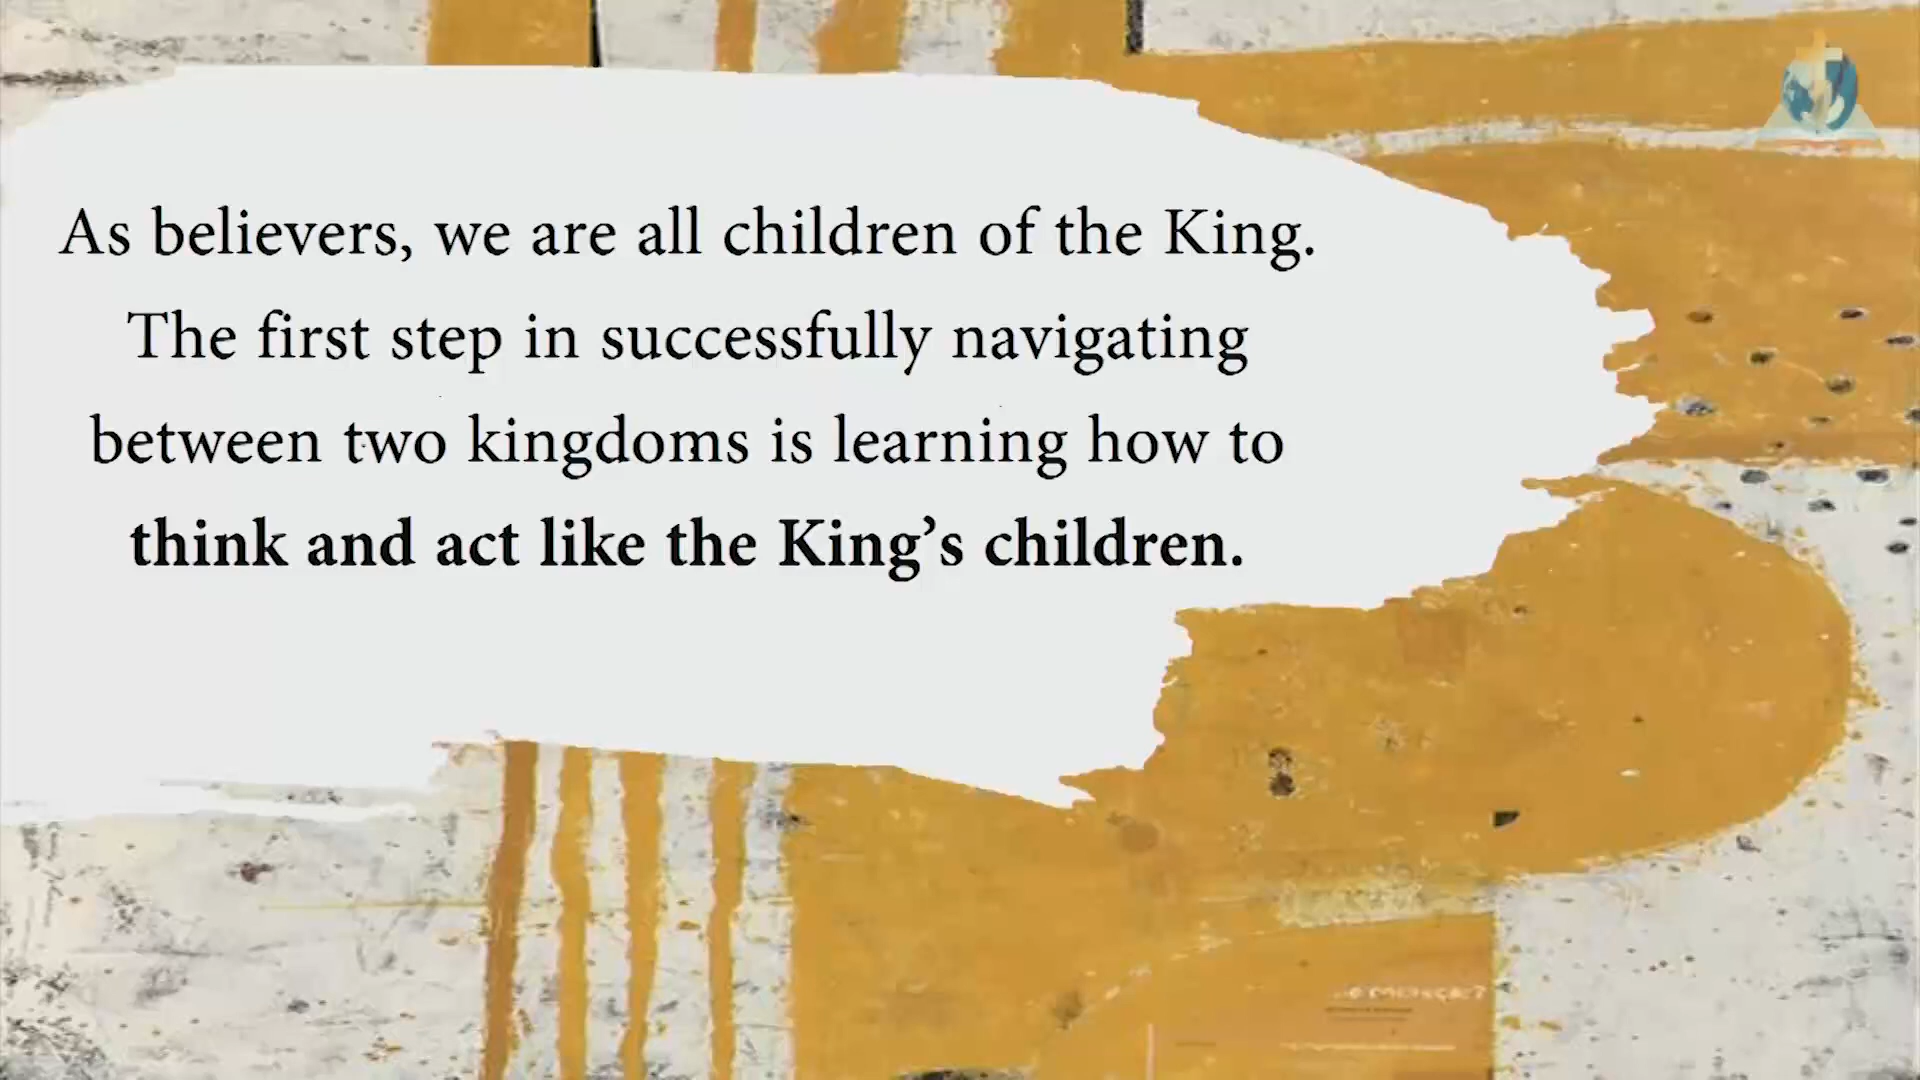 As believers, we are all children of the King.
The first step in successfully navigating
between two kingdoms is learning how to
think and act like the King’s children.